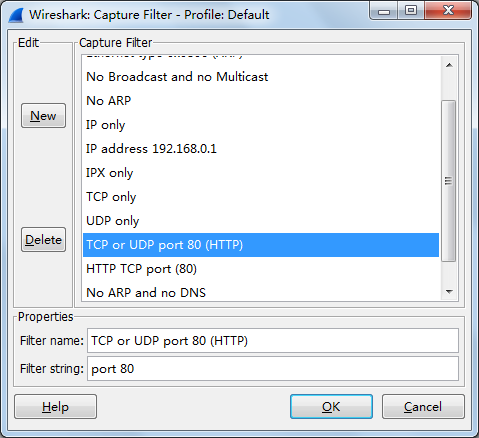 Wireshark: Capture Filter - Profile: Default
Edit
Capture Filter
No Broadcast and no Multicast
No ARP
IP only
IP address 192.168.0.1
IPX only
TCP only
UDP only
TCP or UDP port 80 (HTTP)
HTTP TCP port (80)
No ARP and no DNS
New
Delete
Properties
Filter name: TCP or UDP port 80 (HTTP)
Filter string: port 80
Help
OK
Cancel